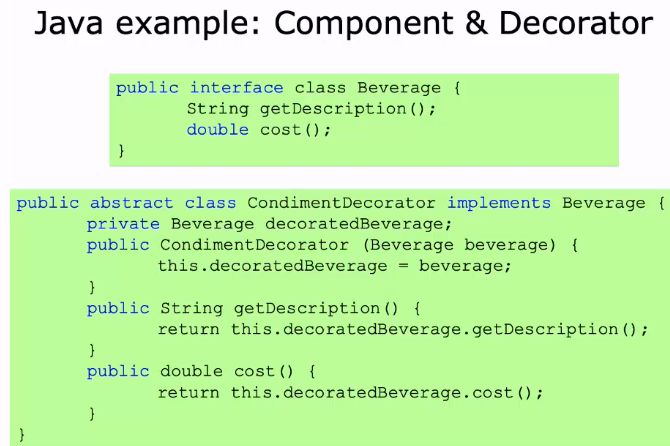 Java example: Component & Decorator
public interface class Beverage {
String getDescription();
double cost();
}
public abstract class CondimentDecorator implements Beverage {
private Beverage decoratedBeverage;
public CondimentDecorator (Beverage beverage) {
this.decoratedBeverage = beverage;
}
public String getDescription() {
return this.decoratedBeverage.getDescription();
}
public double cost() {
return this.decoratedBeverage.cost();
}
}